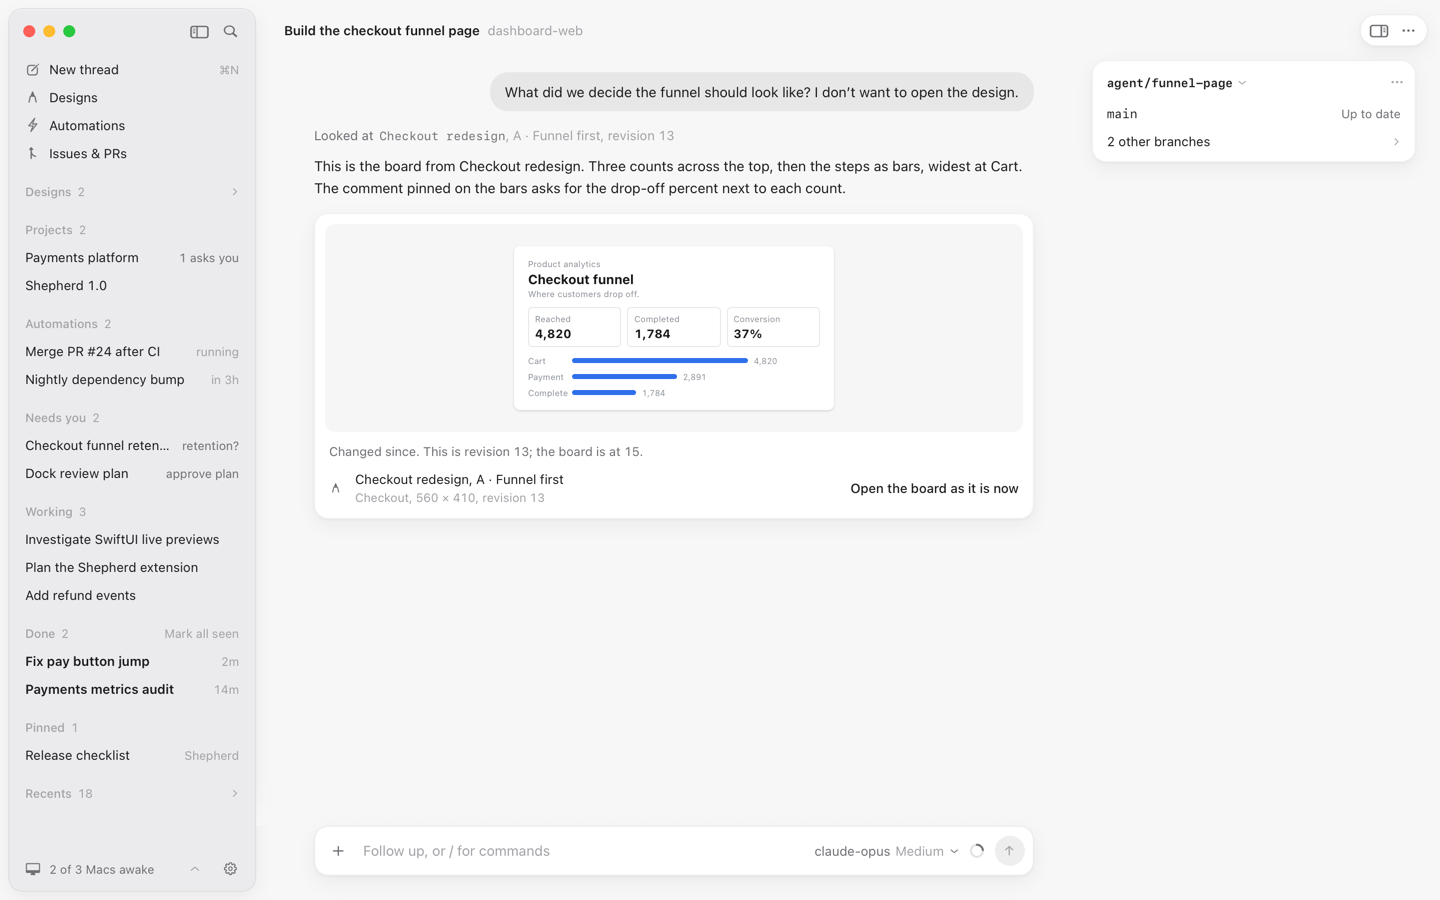 New thread ⌘N
Designs
Automations
Issues & PRs
Designs 2
Projects 2
Payments platform 1 asks you
Shepherd 1.0
Automations 2
Merge PR #24 after CI running
Nightly dependency bump in 3h
Needs you 2
Checkout funnel reten... retention?
Dock review plan approve plan
Working 3
Investigate SwiftUI live previews
Plan the Shepherd extension
Add refund events
Done 2 Mark all seen
Fix pay button jump 2m
Payments metrics audit 14m
Pinned 1
Release checklist Shepherd
Recents 18
2 of 3 Macs awake
Build the checkout funnel page dashboard-web
What did we decide the funnel should look like? I don’t want to open the design.
Looked at Checkout redesign, A · Funnel first, revision 13
This is the board from Checkout redesign. Three counts across the top, then the steps as bars, widest at Cart.
The comment pinned on the bars asks for the drop-off percent next to each count.
Product analytics
Checkout funnel
Where customers drop off.
Reached Completed Conversion
4,820 1,784 37%
Cart 4,820
Payment 2,891
Complete 1,784
Changed since. This is revision 13; the board is at 15.
Checkout redesign, A · Funnel first
Checkout, 560 × 410, revision 13
Open the board as it is now
Follow up, or / for commands claude-opus Medium
agent/funnel-page
main Up to date
2 other branches